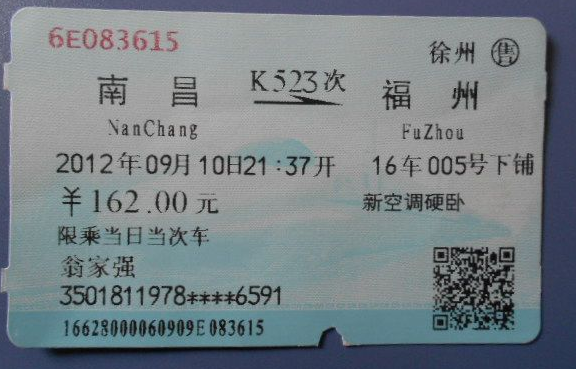 6E083615
徐州 售
南昌 K523次 福州
NanChang FuZhou
2012年09月10日21:37开 16车005号下铺
￥162.00元 新空调硬卧
限乘当日当次车
翁家强
3501811978****6591
16628000060909E083615